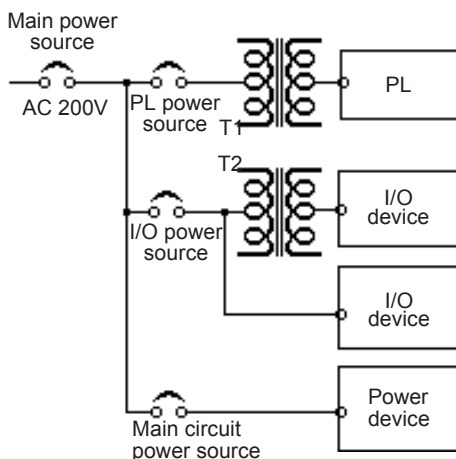 Main power
source
AC 200V
PL power
source
PL
T1
T2
I/O power
source
I/O
device
I/O
device
Main circuit
power source
Power
device